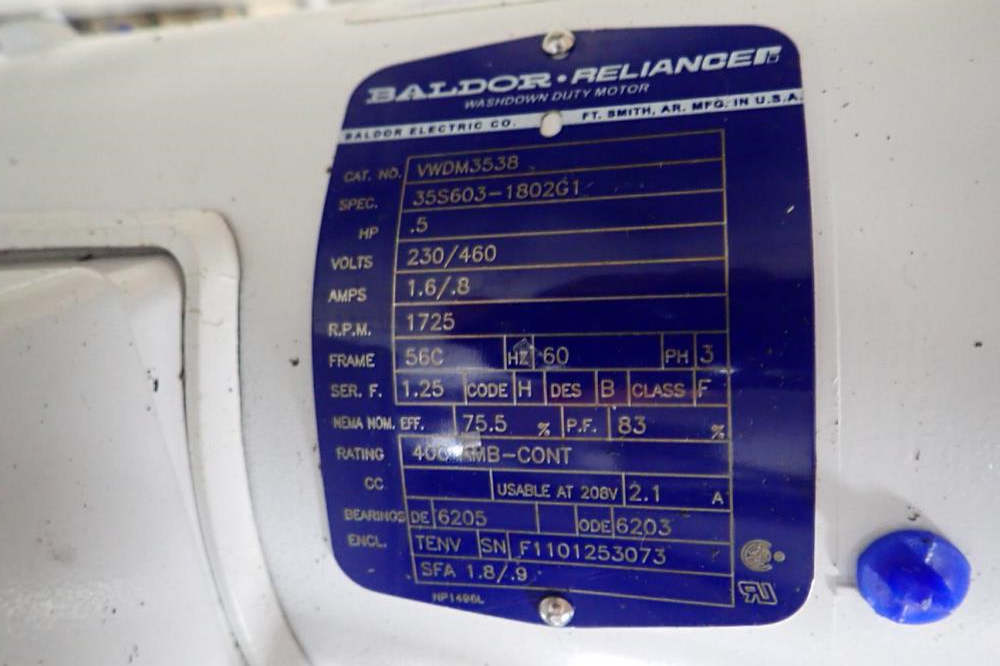 BALDOR • RELIANCE
WASHDOWN DUTY MOTOR
BALDOR ELECTRIC CO. FT. SMITH, AR. MFG. IN U.S.A.
CAT. NO. VWDM3538
SPEC. 35S603-1802G1
HP .5
VOLTS 230/460
AMPS 1.6/.8
R.P.M. 1725
FRAME 56C HZ 60 PH 3
SER. F. 1.25 CODE H DES B CLASS F
NEMA NOM. EFF. 75.5 % P.F. 83 %
RATING 40C AMB-CONT
CC USABLE AT 208V 2.1 A
BEARINGS DE 6205 ODE 6203
ENCL. TENV SN F1101253073
SFA 1.8/.9
NP1496L